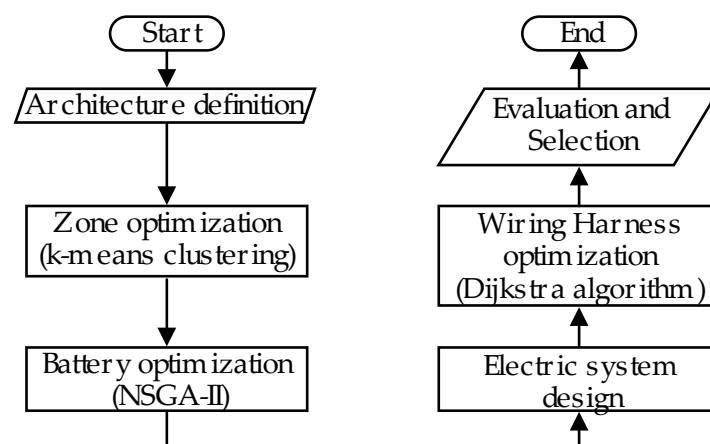 Start
Architecture definition
Zone optimization
(k-means clustering)
Battery optimization
(NSGA-II)
End
Evaluation and
Selection
Wiring Harness
optimization
(Dijkstra algorithm)
Electric system
design